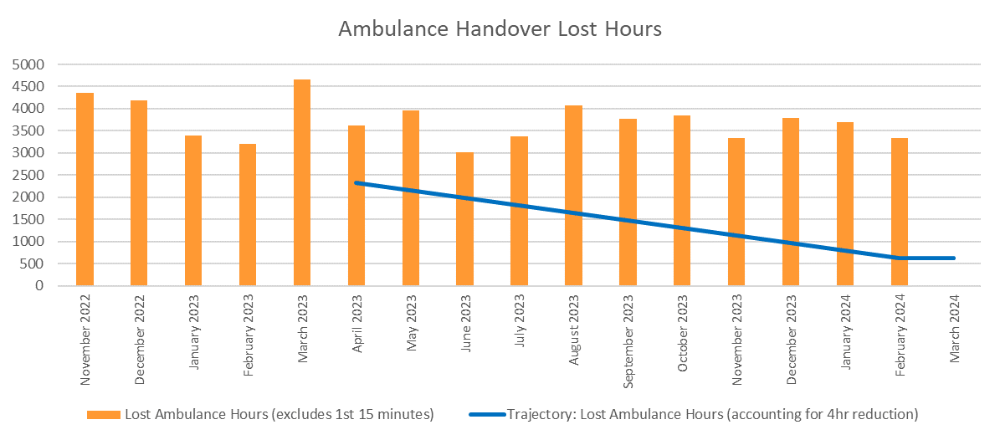 Ambulance Handover Lost Hours
5000
4500
4000
3500
3000
2500
2000
1500
1000
500
0
November 2022
December 2022
January 2023
February 2023
March 2023
April 2023
May 2023
June 2023
July 2023
August 2023
September 2023
October 2023
November 2023
December 2023
January 2024
February 2024
March 2024
Lost Ambulance Hours (excludes 1st 15 minutes)
Trajectory: Lost Ambulance Hours (accounting for 4hr reduction)